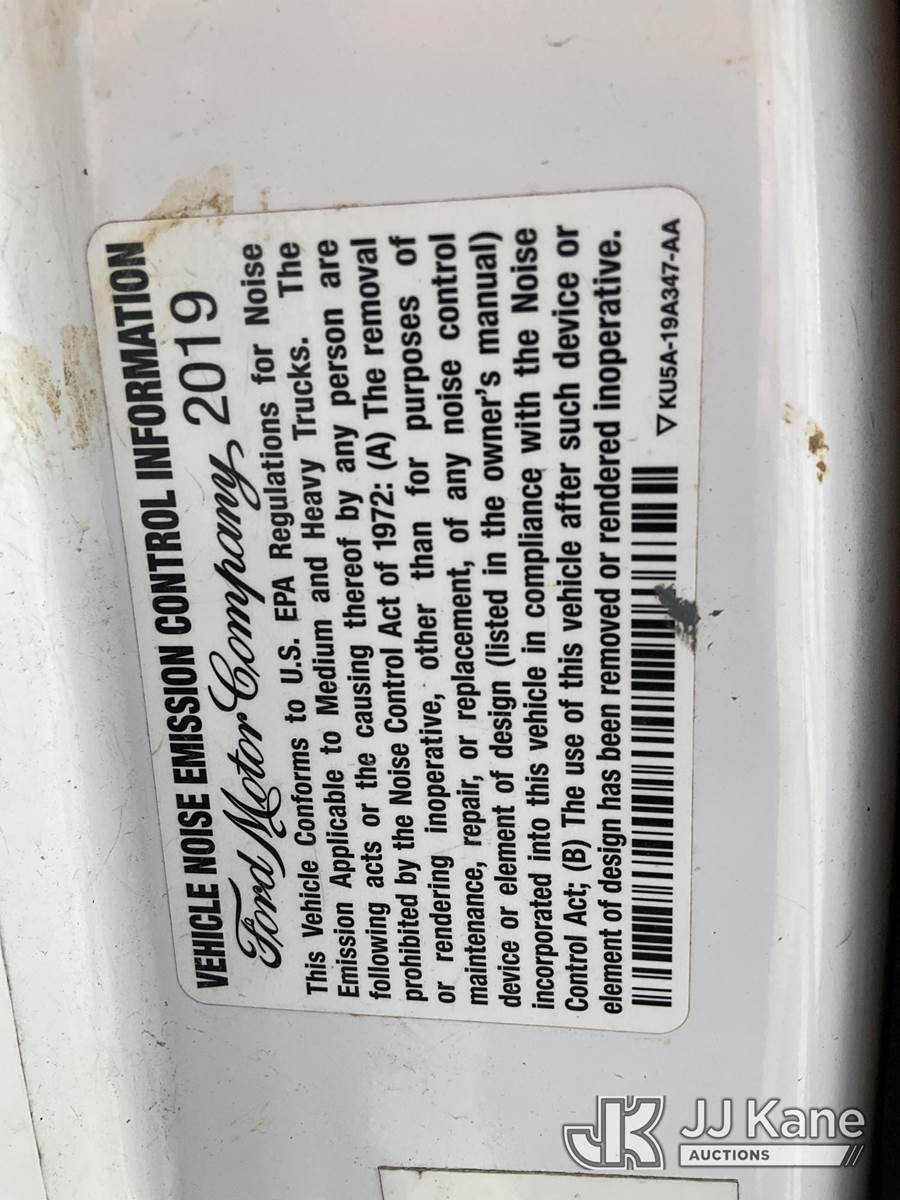 VEHICLE NOISE EMISSION CONTROL INFORMATION
Ford Motor Company 2019
This Vehicle Conforms to U.S. EPA Regulations for Noise
Emission Applicable to Medium and Heavy Trucks. The
following acts or the causing thereof by any person are
prohibited by the Noise Control Act of 1972: (A) The removal
or rendering inoperative, other than for purposes of
maintenance, repair, or replacement, of any noise control
device or element of design (listed in the owner's manual)
incorporated into this vehicle in compliance with the Noise
Control Act; (B) The use of this vehicle after such device or
element of design has been removed or rendered inoperative.
▽KU5A-19A347-AA
JK JJ Kane
AUCTIONS